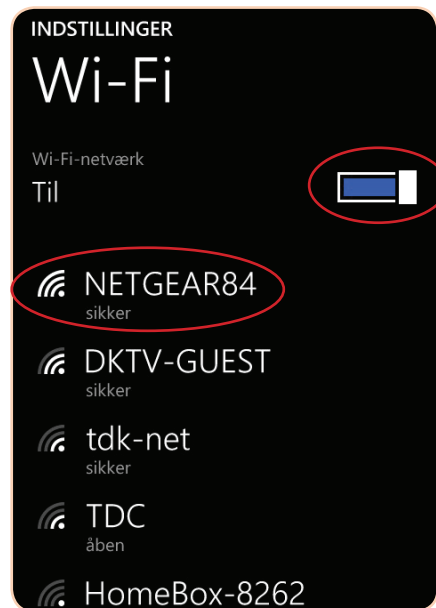 INDSTILLINGER
Wi-Fi
Wi-Fi-netværk
Til
NETGEAR84
sikker
DKTV-GUEST
sikker
tdk-net
sikker
TDC
åben
HomeBox-8262